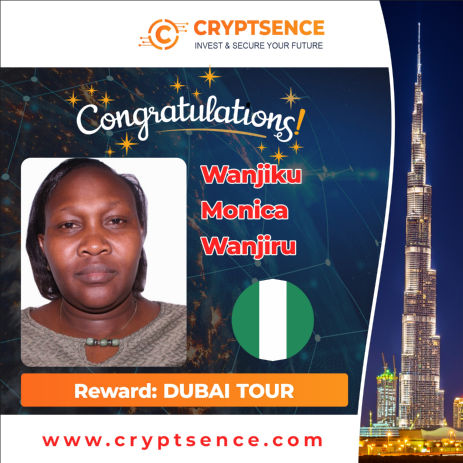 CRYPTSENCE
INVEST & SECURE YOUR FUTURE
Congratulations!
Wanjiku
Monica
Wanjiru
Reward: DUBAI TOUR
www.cryptsence.com